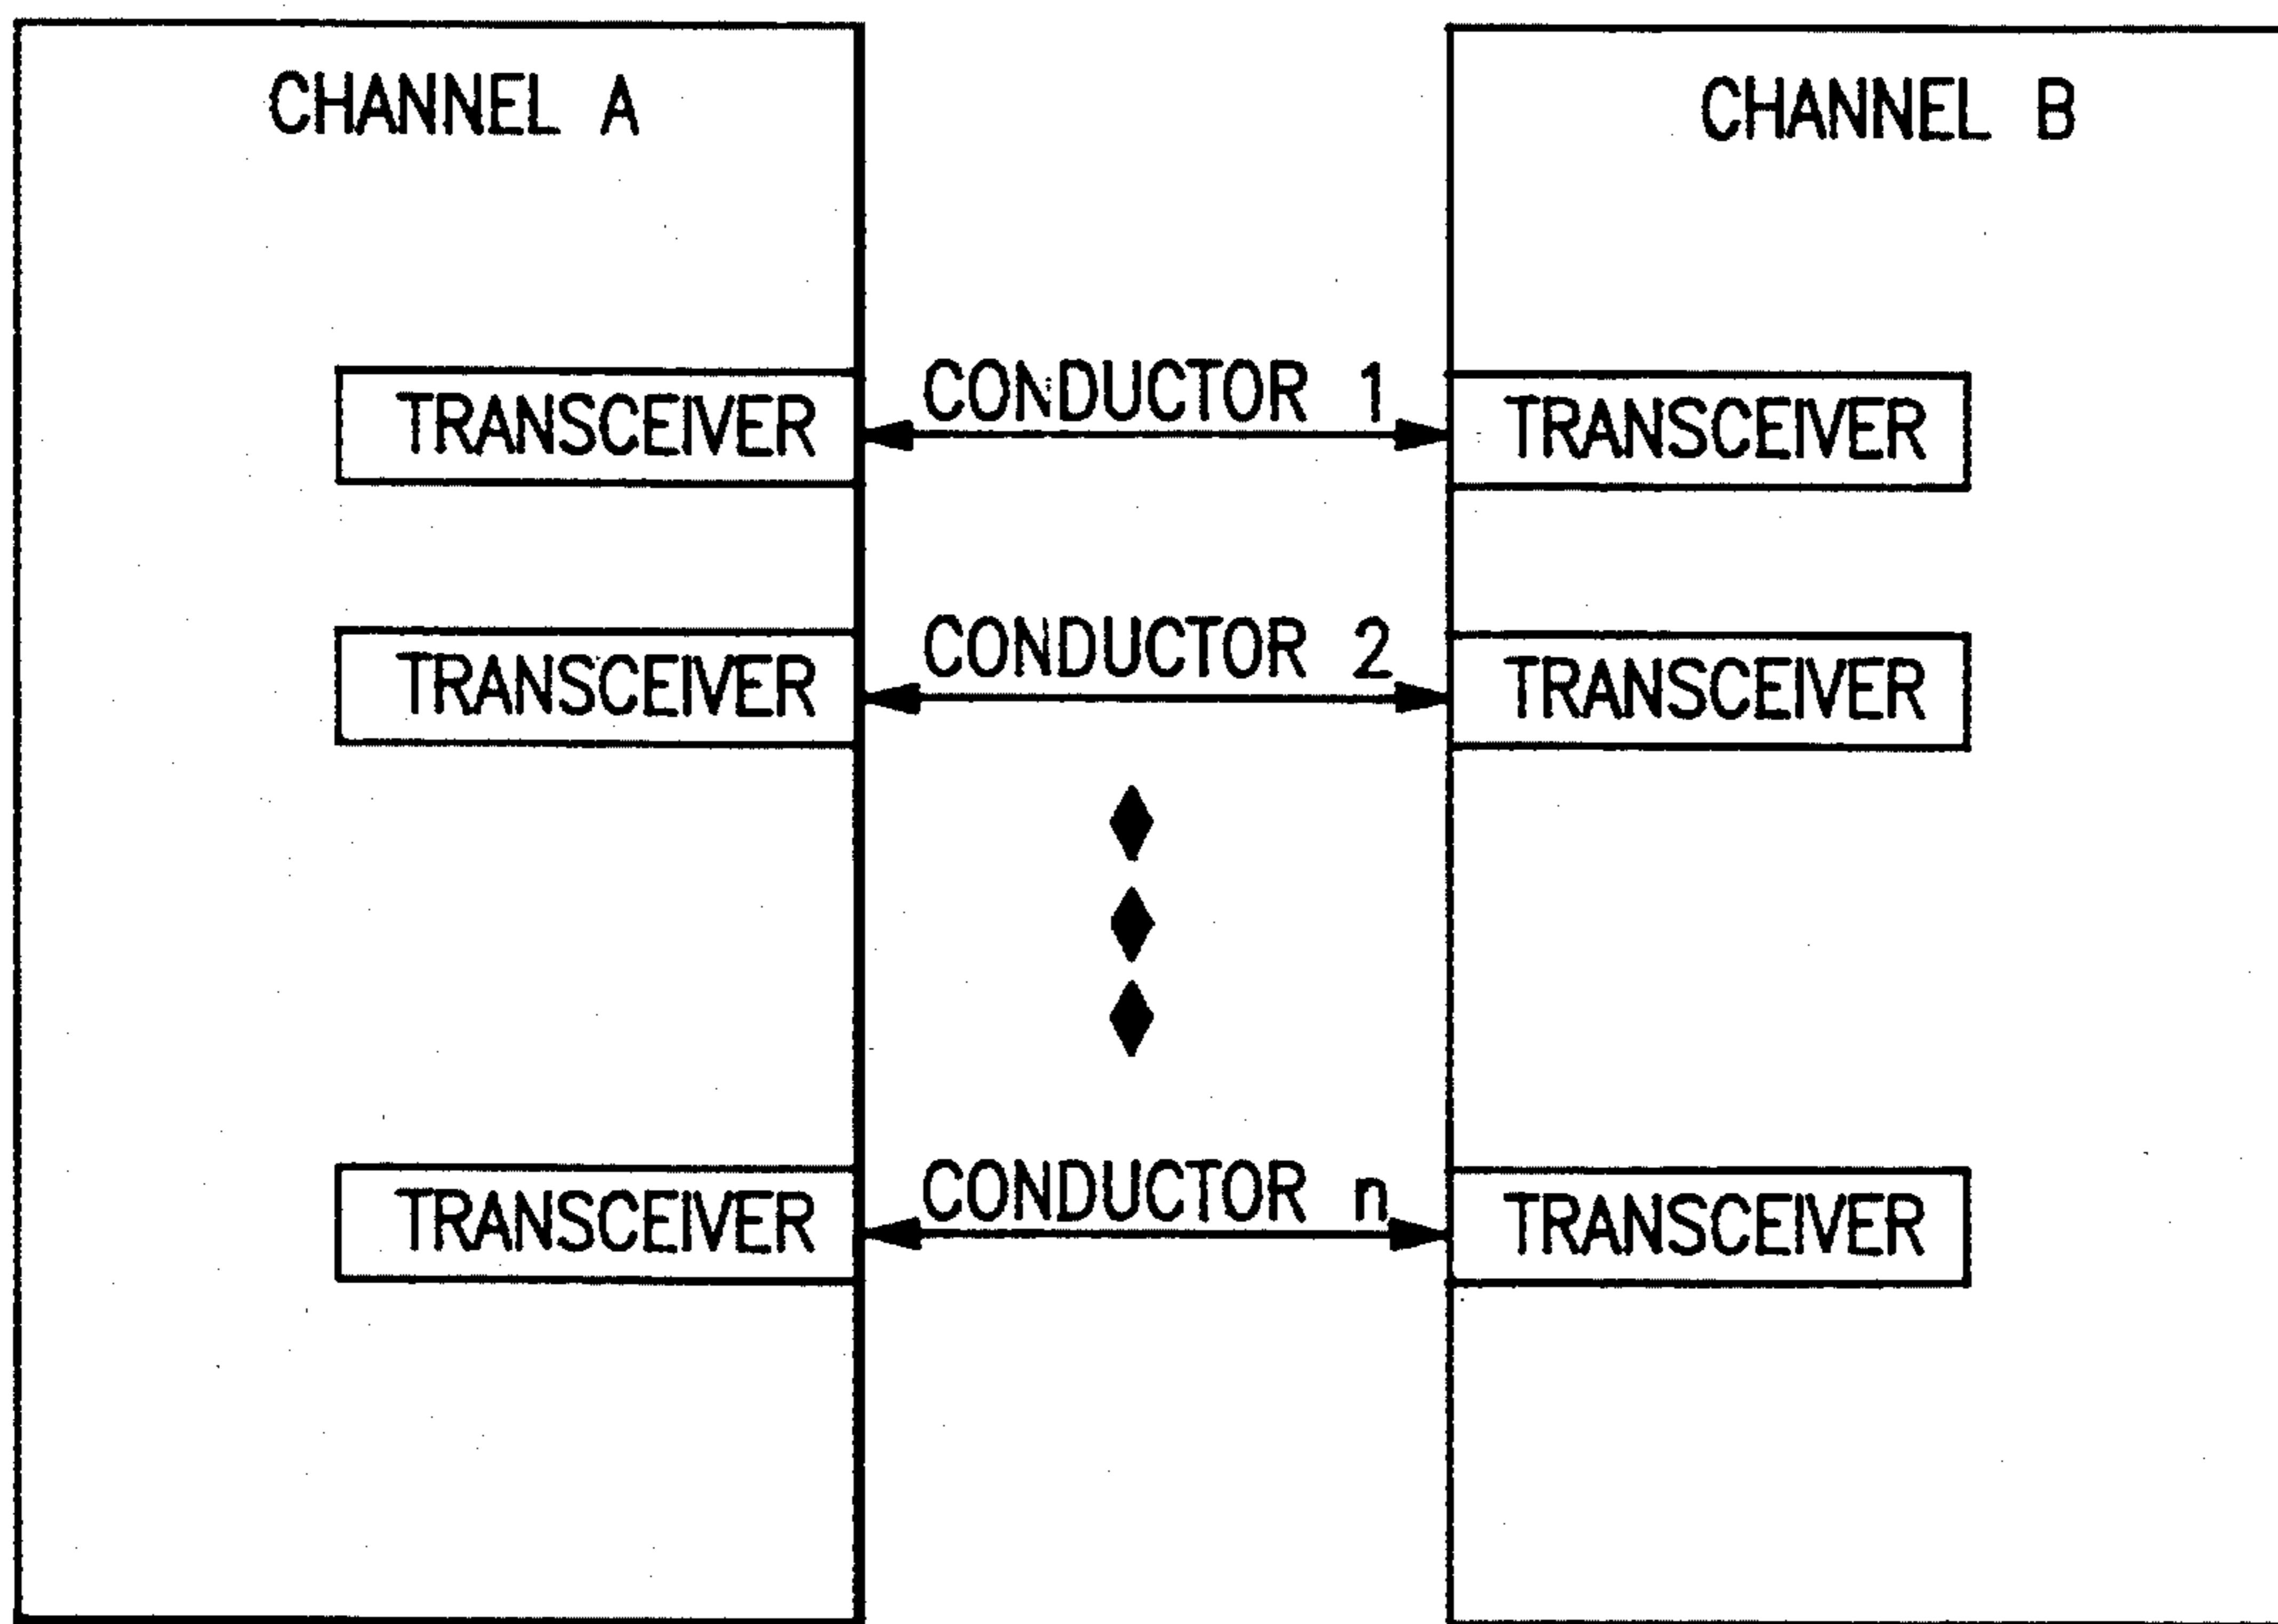 CHANNEL A
CHANNEL B
TRANSCEIVER
CONDUCTOR 1
TRANSCEIVER
TRANSCEIVER
CONDUCTOR 2
TRANSCEIVER
TRANSCEIVER
CONDUCTOR n
TRANSCEIVER